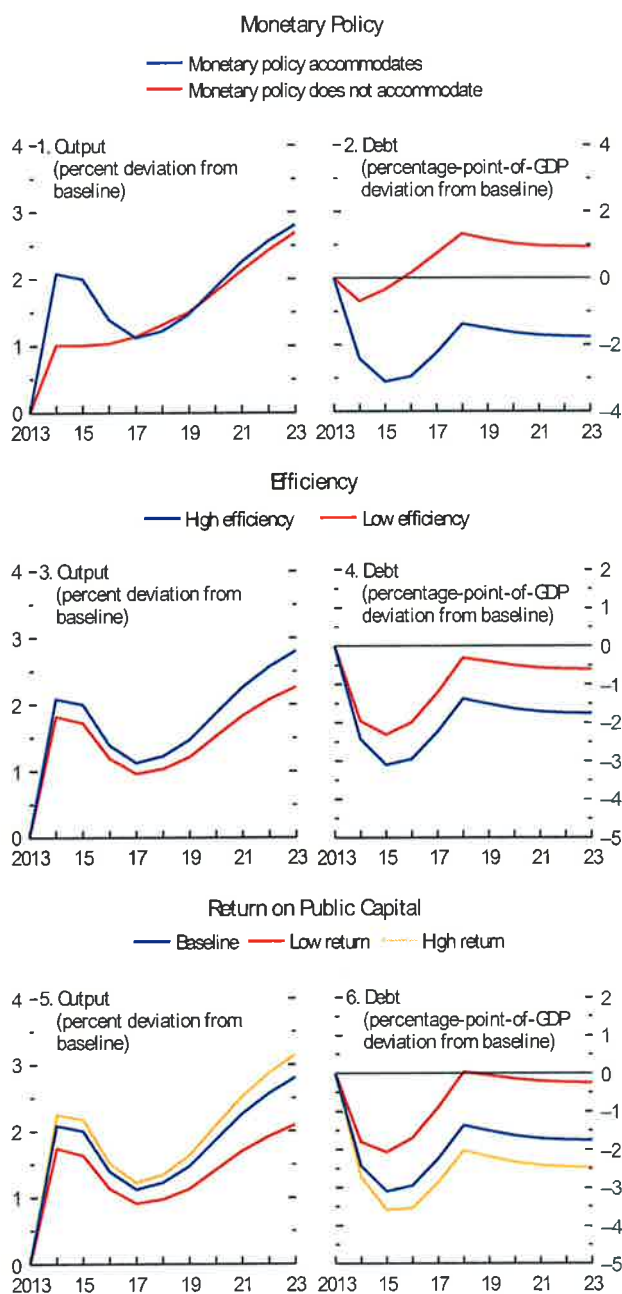 Monetary Policy
Monetary policy accommodates
Monetary policy does not accommodate
4
1. Output
(percent deviation from
baseline)
3
2
1
0
2013 15 17 19 21 23
2. Debt
(percentage-point-of-GDP
deviation from baseline)
4
2
0
–2
–4
2013 15 17 19 21 23
Efficiency
High efficiency
Low efficiency
4
3. Output
(percent deviation from
baseline)
3
2
1
0
2013 15 17 19 21 23
4. Debt
(percentage-point-of-GDP
deviation from baseline)
2
1
0
–1
–2
–3
–4
–5
2013 15 17 19 21 23
Return on Public Capital
Baseline
Low return
High return
4
5. Output
(percent deviation from
baseline)
3
2
1
0
2013 15 17 19 21 23
6. Debt
(percentage-point-of-GDP
deviation from baseline)
2
1
0
–1
–2
–3
–4
–5
2013 15 17 19 21 23